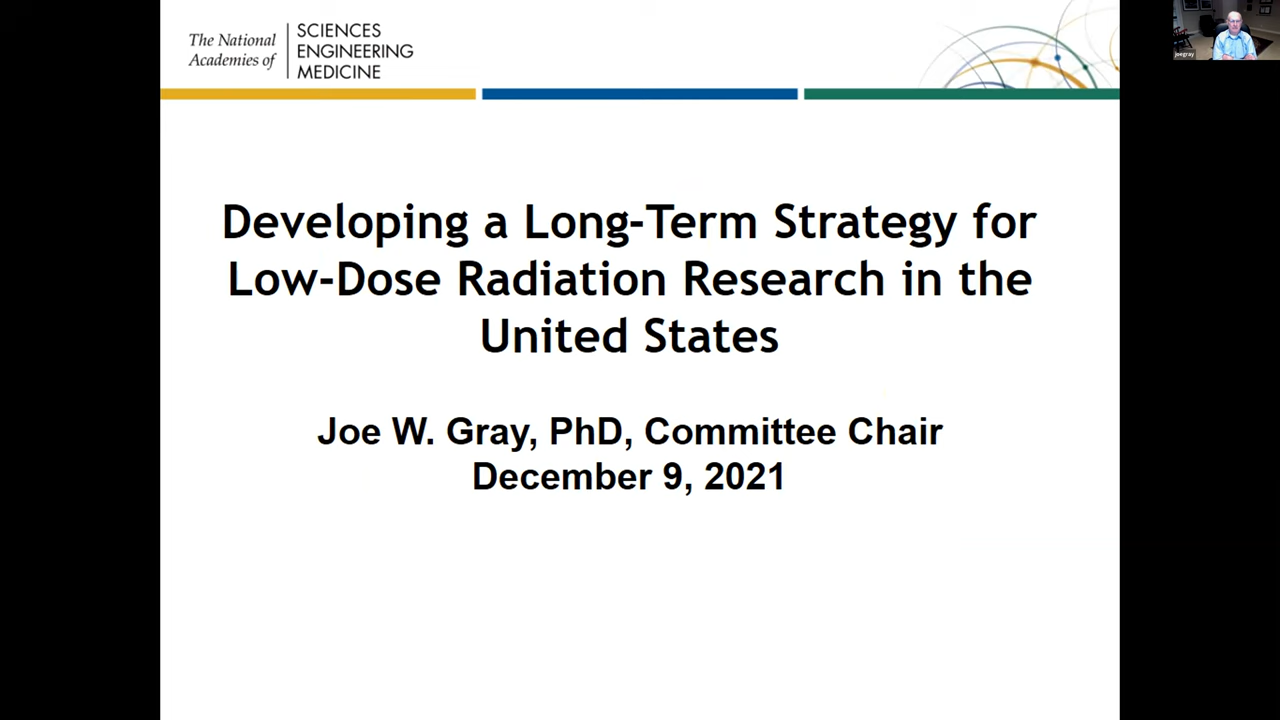 The National
Academies of
SCIENCES
ENGINEERING
MEDICINE
joegray
Developing a Long-Term Strategy for
Low-Dose Radiation Research in the
United States
Joe W. Gray, PhD, Committee Chair
December 9, 2021